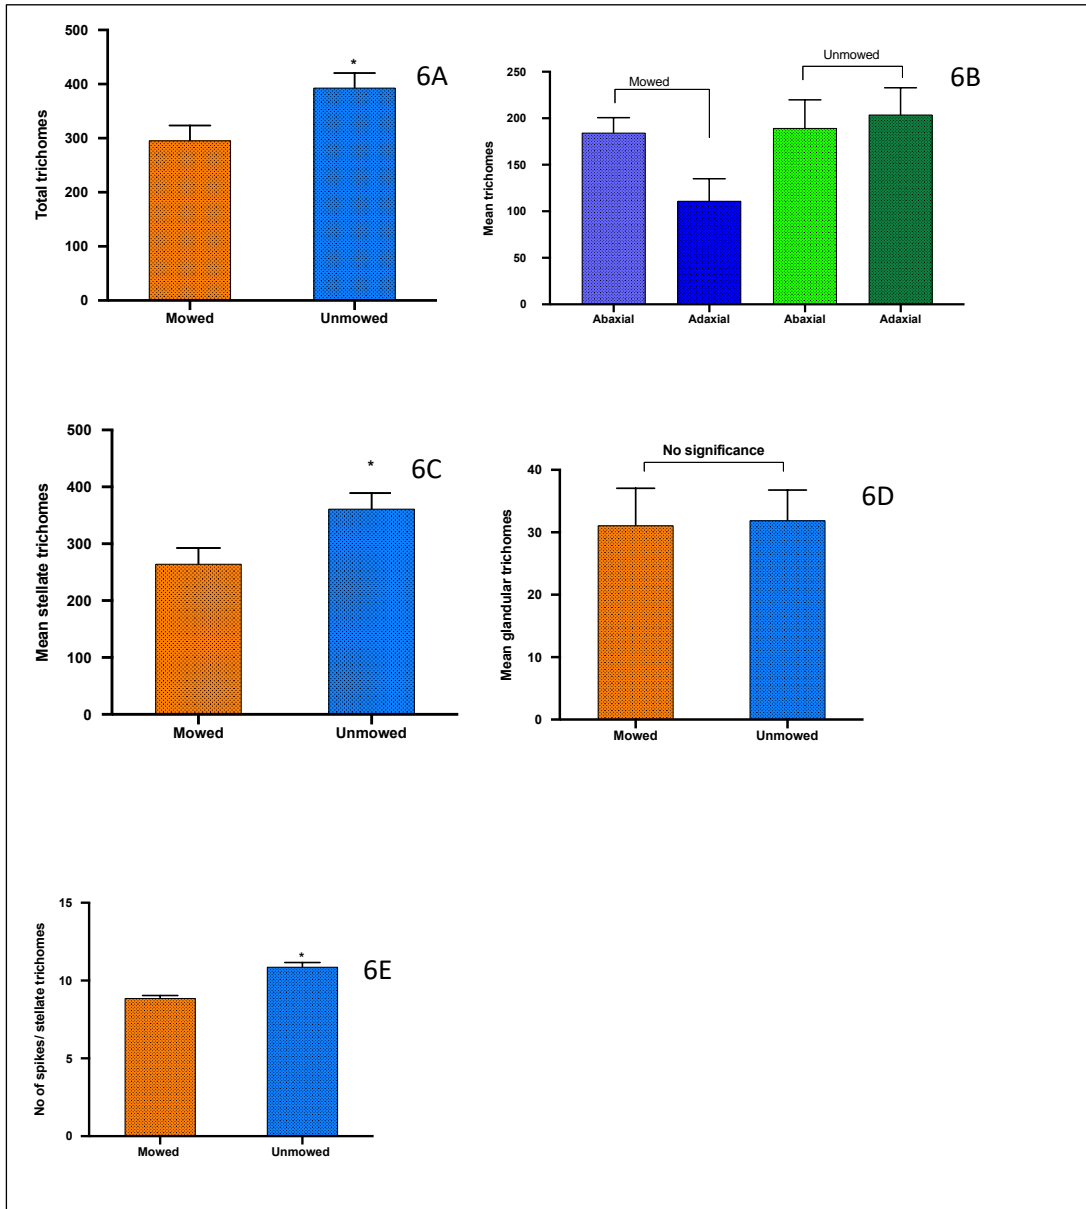 500
400
300
200
100
0
Total trichomes
Mowed
Unmowed
*
6A
250
200
150
100
50
0
Mean trichomes
Mowed
Unmowed
Abaxial
Adaxial
Abaxial
Adaxial
6B
500
400
300
200
100
0
Mean stellate trichomes
Mowed
Unmowed
*
6C
No significance
40
30
20
10
0
Mean glandular trichomes
Mowed
Unmowed
6D
15
10
5
0
No of spikes/ stellate trichomes
Mowed
Unmowed
*
6E